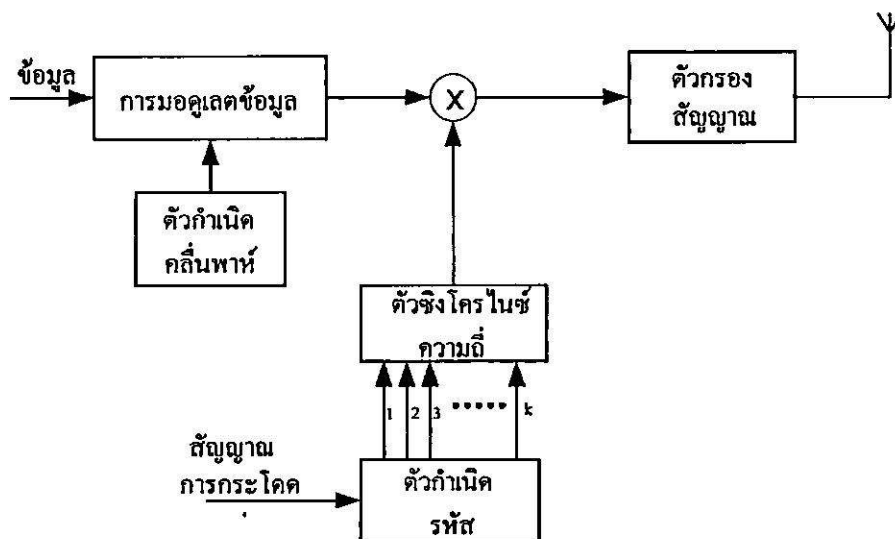 ข้อมูล
การมอดูเลตข้อมูล
X
ตัวกรอง
สัญญาณ
ตัวกำเนิด
คลื่นพาห์
ตัวซิงโครไนซ์
ความถี่
1 2 3 ..... k
สัญญาณ
การกระโดด
ตัวกำเนิด
รหัส